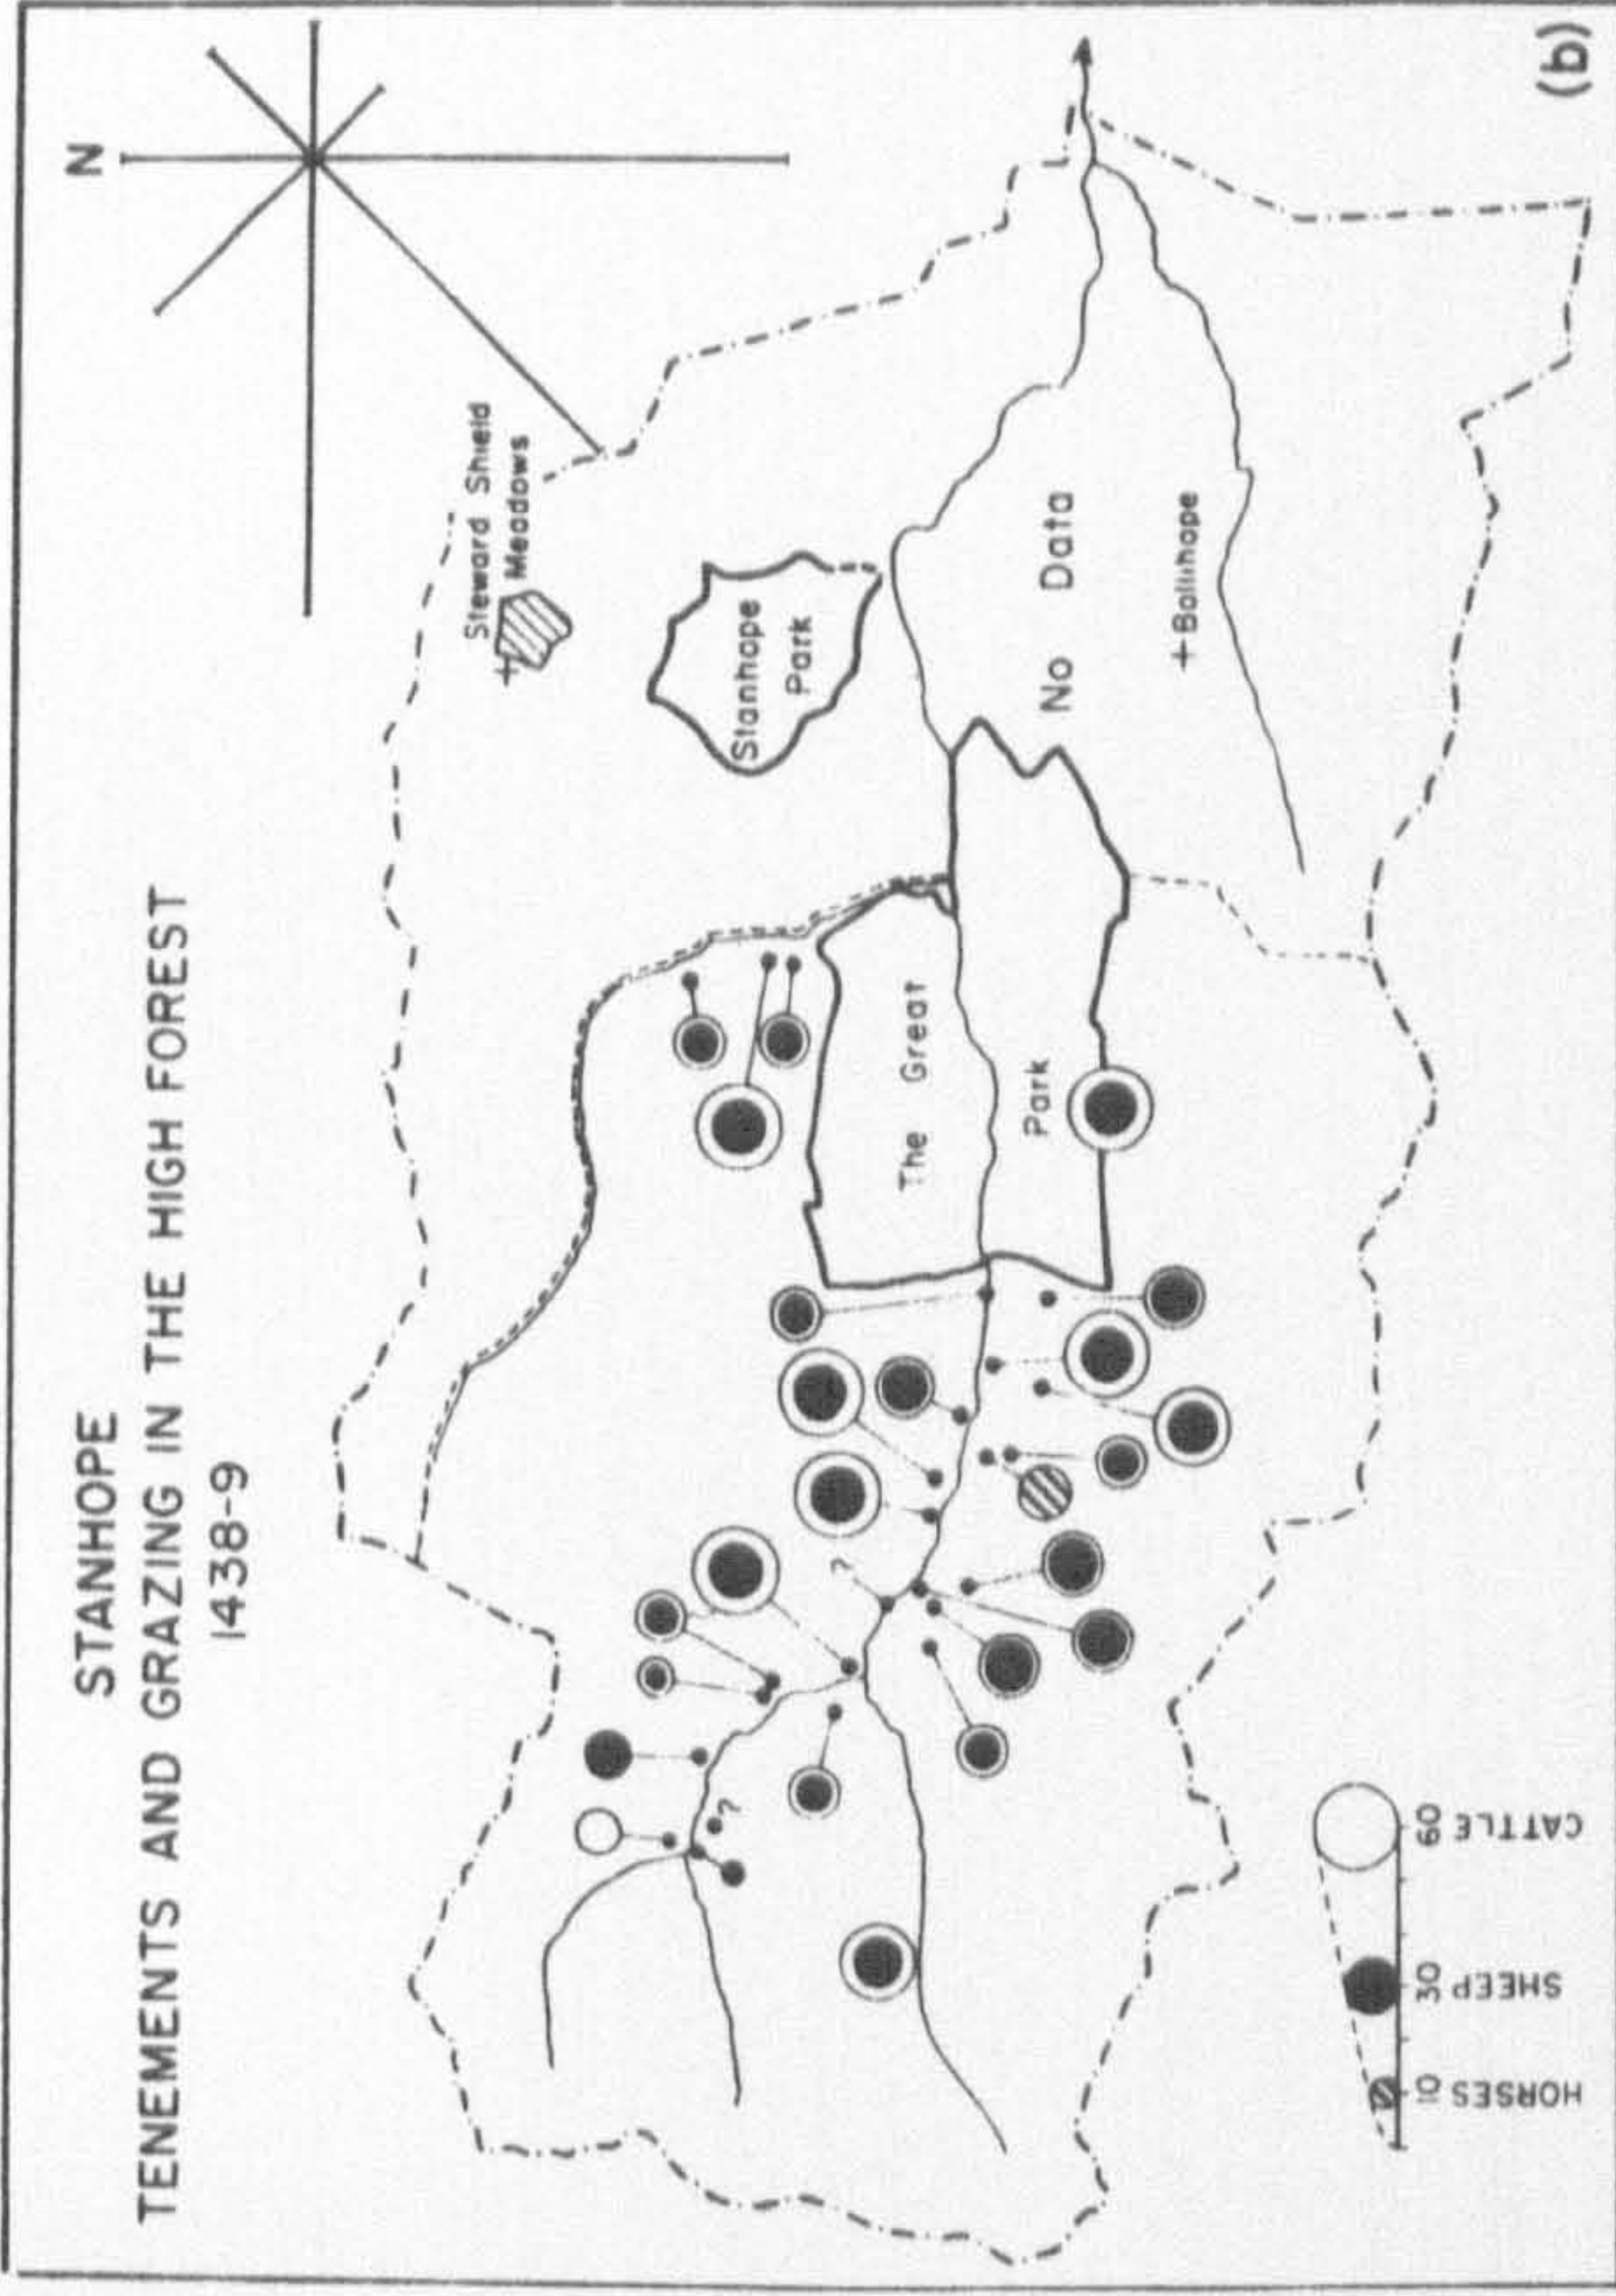 STANHOPE
TENEMENTS AND GRAZING IN THE HIGH FOREST
1438-9
N
Steward Shield
Meadows
Stanhope
Park
No Data
+Bollihope
The Great
Park
?
?
10 30 60
HORSES SHEEP CATTLE
(b)